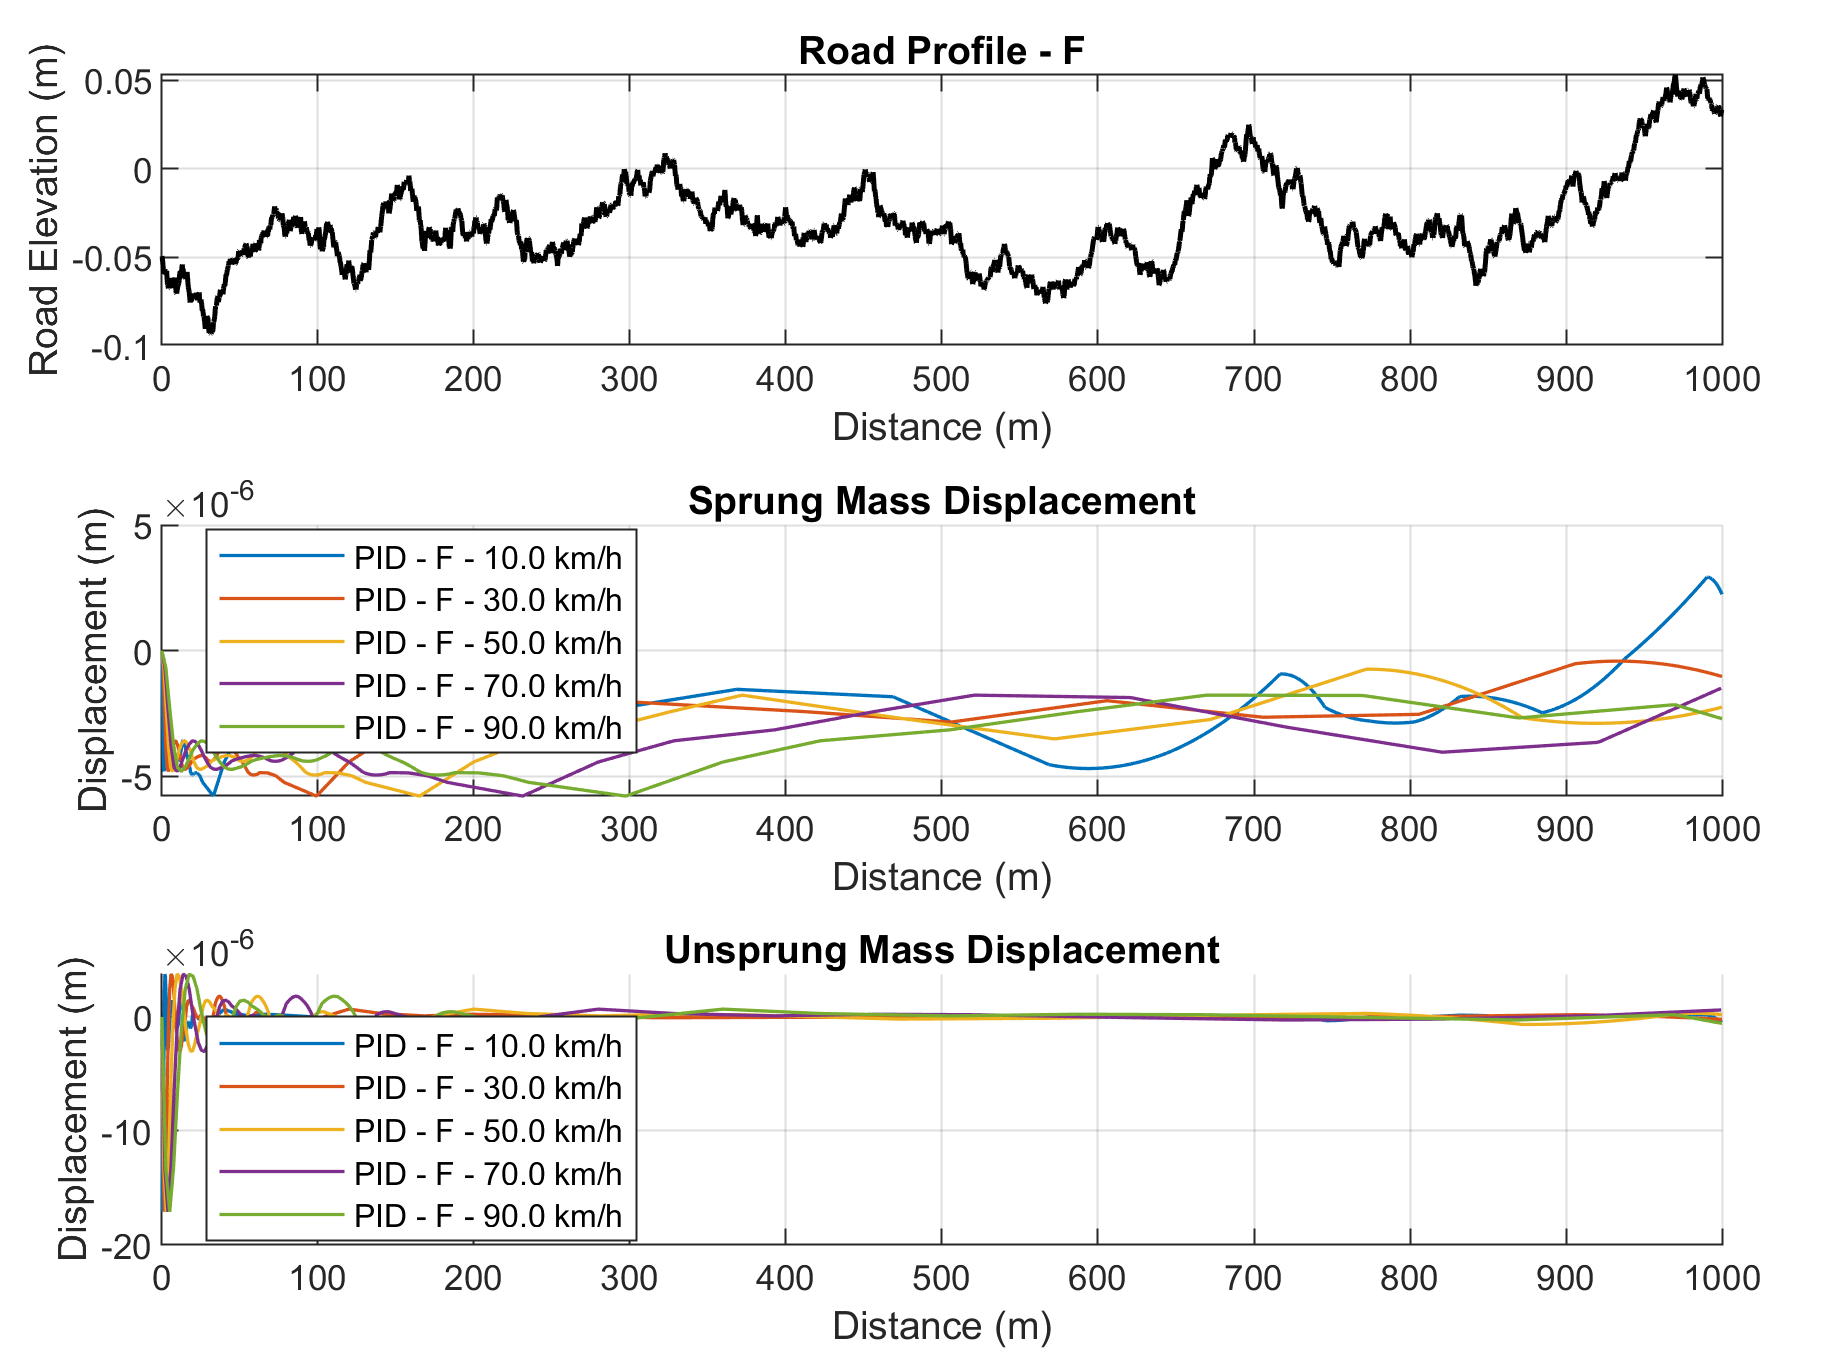 Road Profile - F
Road Elevation (m)
0.05
0
-0.05
-0.1
0 100 200 300 400 500 600 700 800 900 1000
Distance (m)
×10^-6
Sprung Mass Displacement
Displacement (m)
5
0
-5
PID - F - 10.0 km/h
PID - F - 30.0 km/h
PID - F - 50.0 km/h
PID - F - 70.0 km/h
PID - F - 90.0 km/h
0 100 200 300 400 500 600 700 800 900 1000
Distance (m)
×10^-6
Unsprung Mass Displacement
Displacement (m)
0
-10
-20
PID - F - 10.0 km/h
PID - F - 30.0 km/h
PID - F - 50.0 km/h
PID - F - 70.0 km/h
PID - F - 90.0 km/h
0 100 200 300 400 500 600 700 800 900 1000
Distance (m)